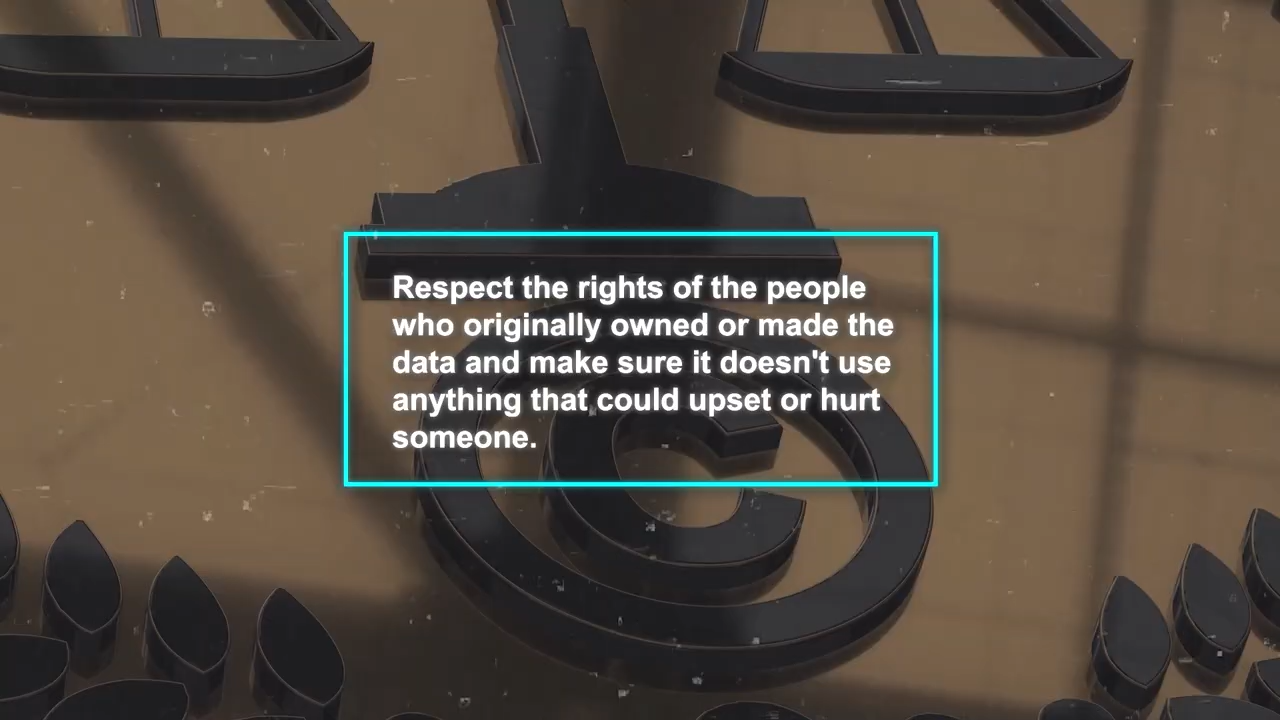 Respect the rights of the people
who originally owned or made the
data and make sure it doesn't use
anything that could upset or hurt
someone.